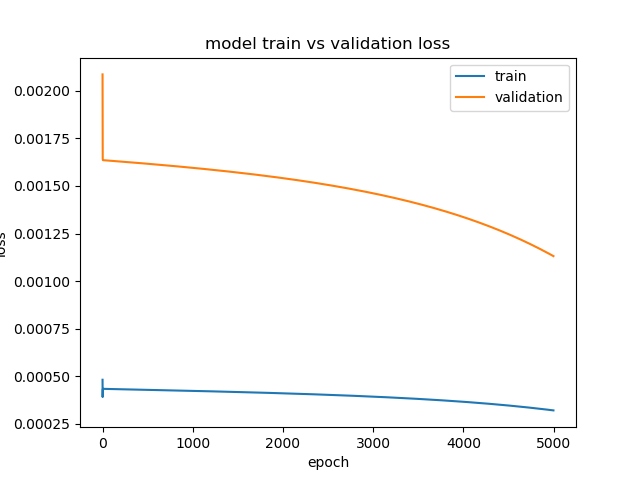 model train vs validation loss
train
validation
0.00200
0.00175
0.00150
0.00125
0.00100
0.00075
0.00050
0.00025
loss
0 1000 2000 3000 4000 5000
epoch